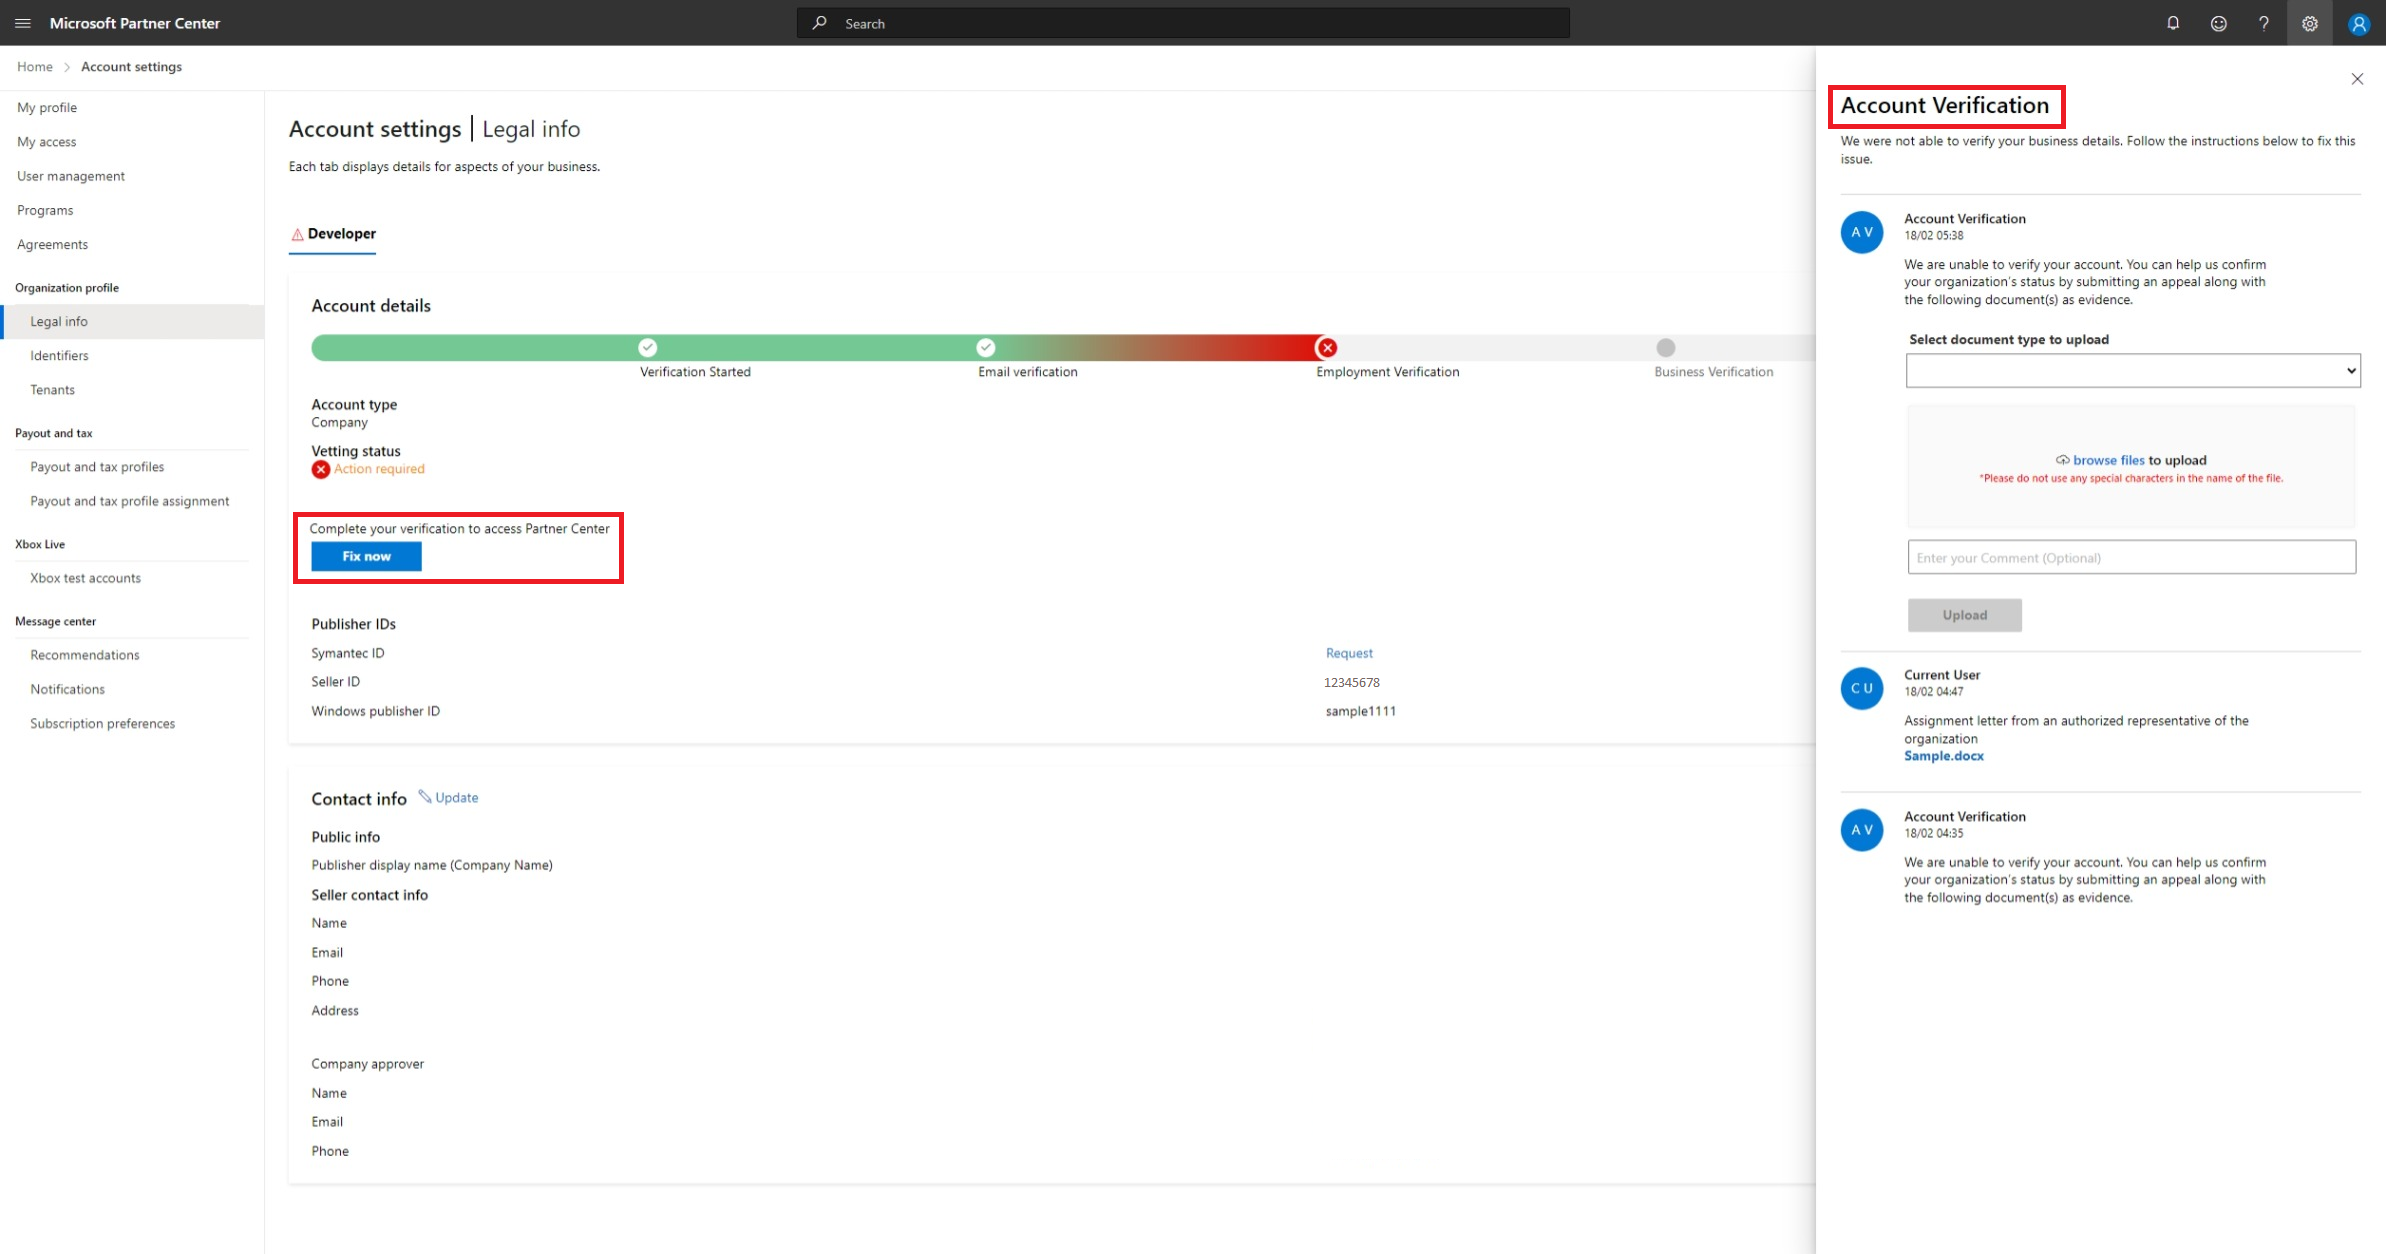 Microsoft Partner Center
Search
Home
Account settings
My profile
My access
User management
Programs
Agreements
Organization profile
Legal info
Identifiers
Tenants
Payout and tax
Payout and tax profiles
Payout and tax profile assignment
Xbox Live
Xbox test accounts
Message center
Recommendations
Notifications
Subscription preferences
Account settings | Legal info
Each tab displays details for aspects of your business.
Developer
Account details
Verification Started
Email verification
Employment Verification
Business Verification
Account type
Company
Vetting status
Action required
Complete your verification to access Partner Center
Fix now
Publisher IDs
Symantec ID
Request
Seller ID
12345678
Windows publisher ID
sample1111
Contact info
Update
Public info
Publisher display name (Company Name)
Seller contact info
Name
Email
Phone
Address
Company approver
Name
Email
Phone
Account Verification
We were not able to verify your business details. Follow the instructions below to fix this
issue.
A V
Account Verification
18/02 05:38
We are unable to verify your account. You can help us confirm
your organization's status by submitting an appeal along with
the following document(s) as evidence.
Select document type to upload
browse files to upload
*Please do not use any special characters in the name of the file.
Enter your Comment (Optional)
Upload
C U
Current User
18/02 04:47
Assignment letter from an authorized representative of the
organization
Sample.docx
A V
Account Verification
18/02 04:35
We are unable to verify your account. You can help us confirm
your organization's status by submitting an appeal along with
the following document(s) as evidence.